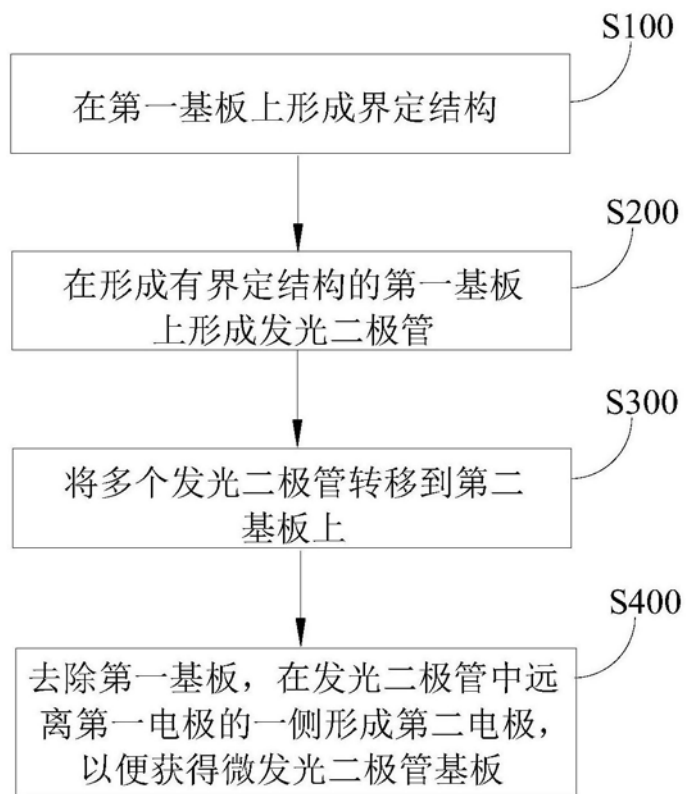 S100
在第一基板上形成界定结构
S200
在形成有界定结构的第一基板
上形成发光二极管
S300
将多个发光二极管转移到第二
基板上
S400
去除第一基板，在发光二极管中远
离第一电极的一侧形成第二电极，
以便获得微发光二极管基板